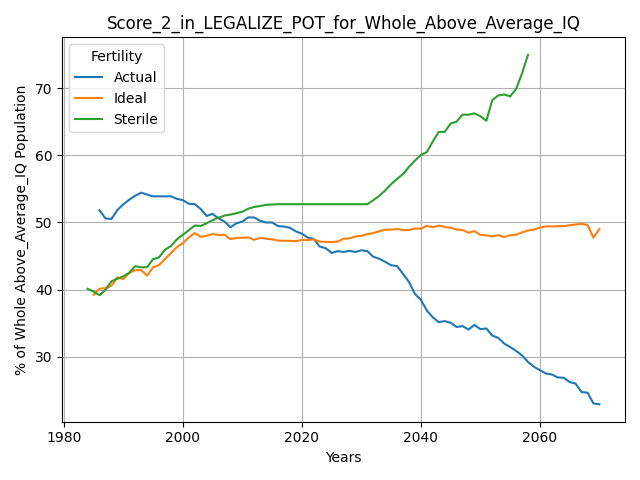 Score_2_in_LEGALIZE_POT_for_Whole_Above_Average_IQ
Fertility
Actual
Ideal
Sterile
% of Whole Above_Average_IQ Population
70
60
50
40
30
1980
2000
2020
2040
2060
Years